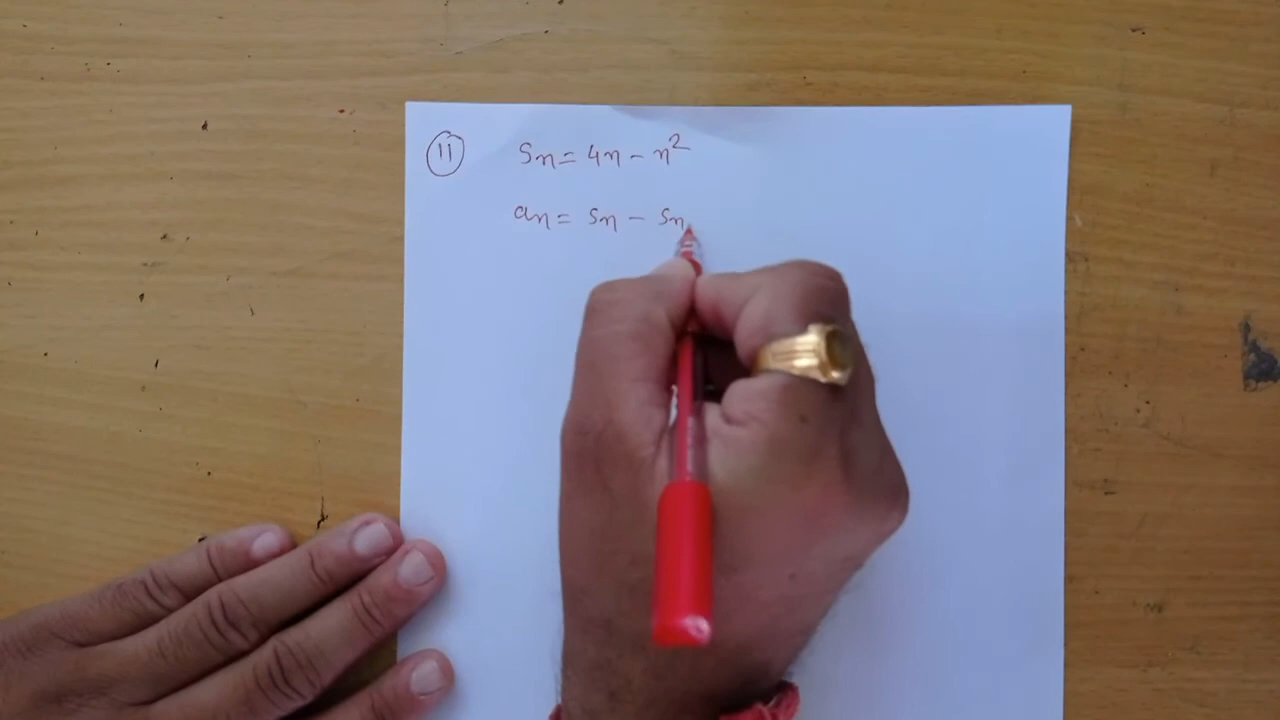 11 Sn = 4n - n²
an = Sn - Sn